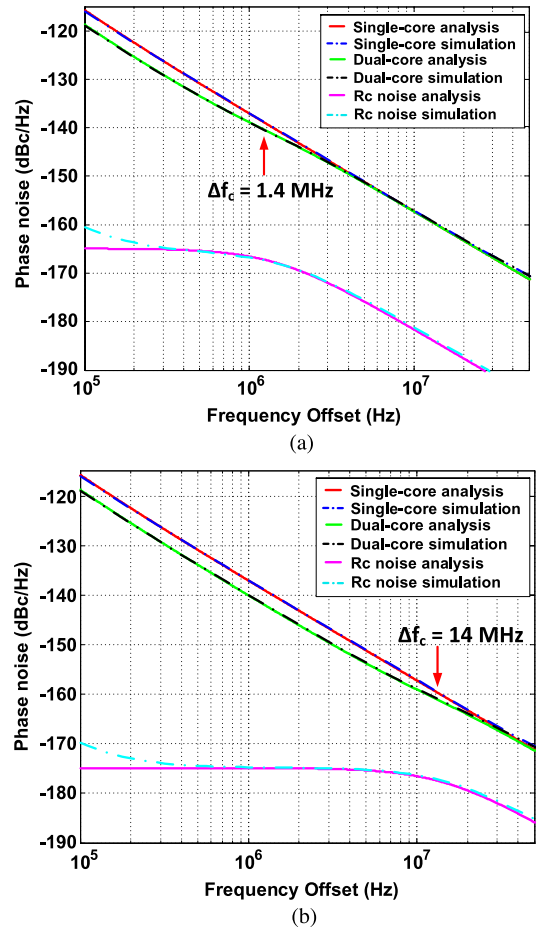 -120
-130
-140
-150
-160
-170
-180
-190
Phase noise (dBc/Hz)
Single-core analysis
Single-core simulation
Dual-core analysis
Dual-core simulation
Rc noise analysis
Rc noise simulation
Δfc = 1.4 MHz
10^5
10^6
10^7
Frequency Offset (Hz)
(a)
-120
-130
-140
-150
-160
-170
-180
-190
Phase noise (dBc/Hz)
Single-core analysis
Single-core simulation
Dual-core analysis
Dual-core simulation
Rc noise analysis
Rc noise simulation
Δfc = 14 MHz
10^5
10^6
10^7
Frequency Offset (Hz)
(b)